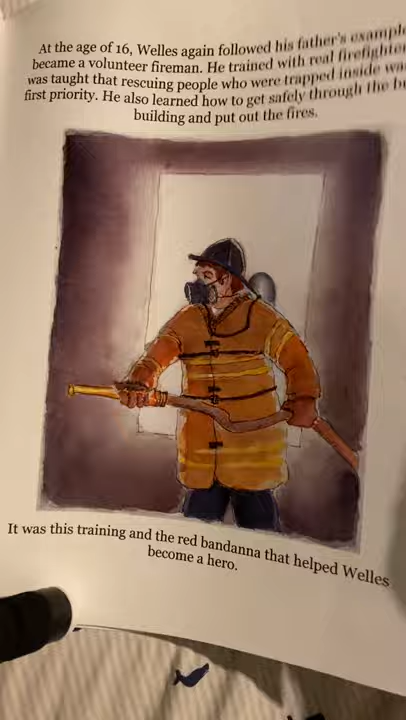 At the age of 16, Welles again followed his father's example
became a volunteer fireman. He trained with real firefighter
was taught that rescuing people who were trapped inside was
first priority. He also learned how to get safely through the
building and put out the fires.
It was this training and the red bandanna that helped Welles
become a hero.